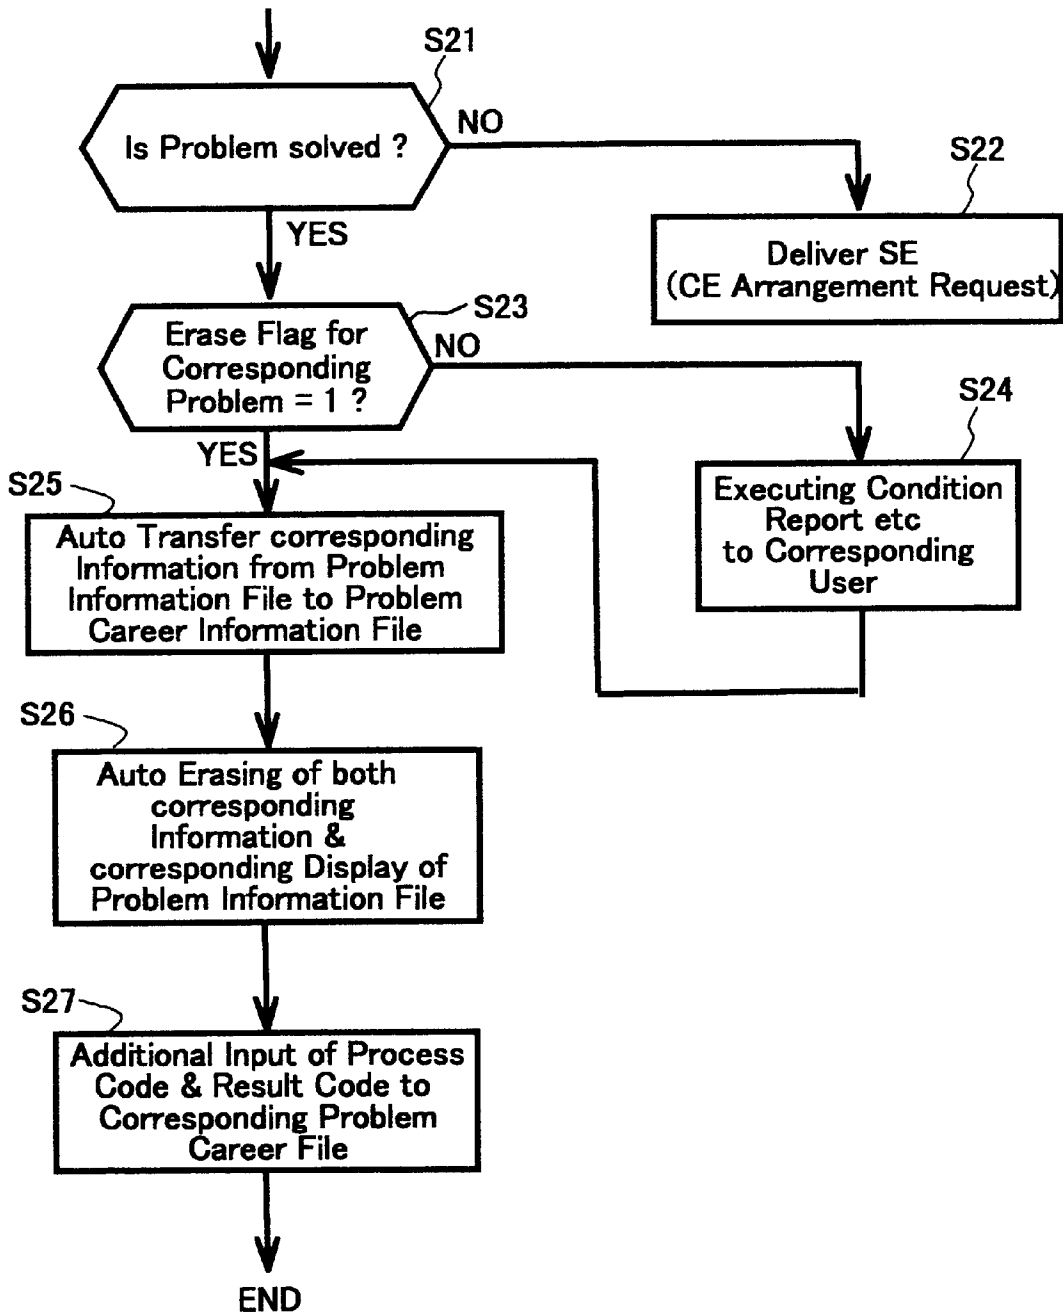 S21
Is Problem solved ?
NO
YES
S22
Deliver SE
(CE Arrangement Request)
S23
Erase Flag for
Corresponding
Problem = 1 ?
NO
YES
S24
Executing Condition
Report etc
to Corresponding
User
S25
Auto Transfer corresponding
Information from Problem
Information File to Problem
Career Information File
S26
Auto Erasing of both
corresponding
Information &
corresponding Display of
Problem Information File
S27
Additional Input of Process
Code & Result Code to
Corresponding Problem
Career File
END